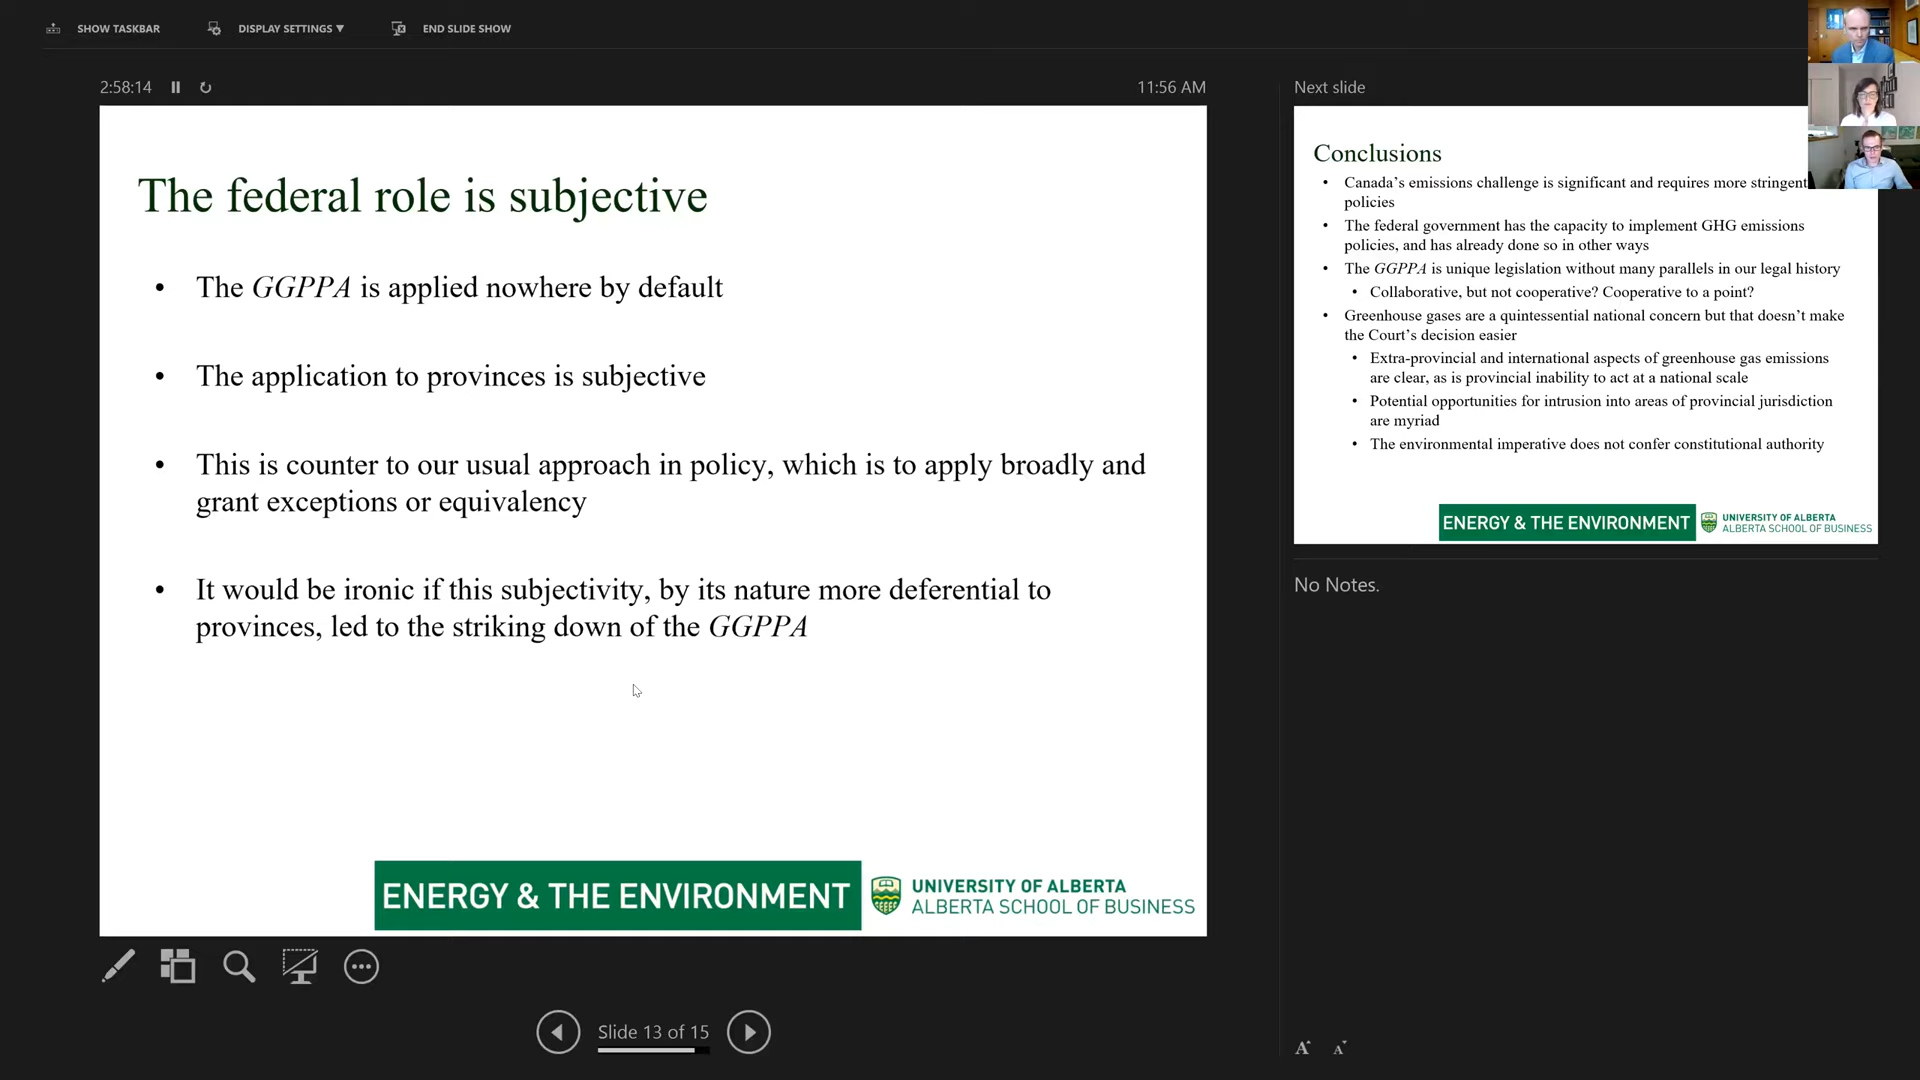 SHOW TASKBAR
DISPLAY SETTINGS ▼
END SLIDE SHOW
2:58:14
11:56 AM
The federal role is subjective
• The GGPPA is applied nowhere by default
• The application to provinces is subjective
• This is counter to our usual approach in policy, which is to apply broadly and
grant exceptions or equivalency
• It would be ironic if this subjectivity, by its nature more deferential to
provinces, led to the striking down of the GGPPA
ENERGY & THE ENVIRONMENT
UNIVERSITY OF ALBERTA
ALBERTA SCHOOL OF BUSINESS
Slide 13 of 15
Next slide
Conclusions
• Canada's emissions challenge is significant and requires more stringent
policies
• The federal government has the capacity to implement GHG emissions
policies, and has already done so in other ways
• The GGPPA is unique legislation without many parallels in our legal history
• Collaborative, but not cooperative? Cooperative to a point?
• Greenhouse gases are a quintessential national concern but that doesn't make
the Court's decision easier
• Extra-provincial and international aspects of greenhouse gas emissions
are clear, as is provincial inability to act at a national scale
• Potential opportunities for intrusion into areas of provincial jurisdiction
are myriad
• The environmental imperative does not confer constitutional authority
ENERGY & THE ENVIRONMENT
UNIVERSITY OF ALBERTA
ALBERTA SCHOOL OF BUSINESS
No Notes.
A A